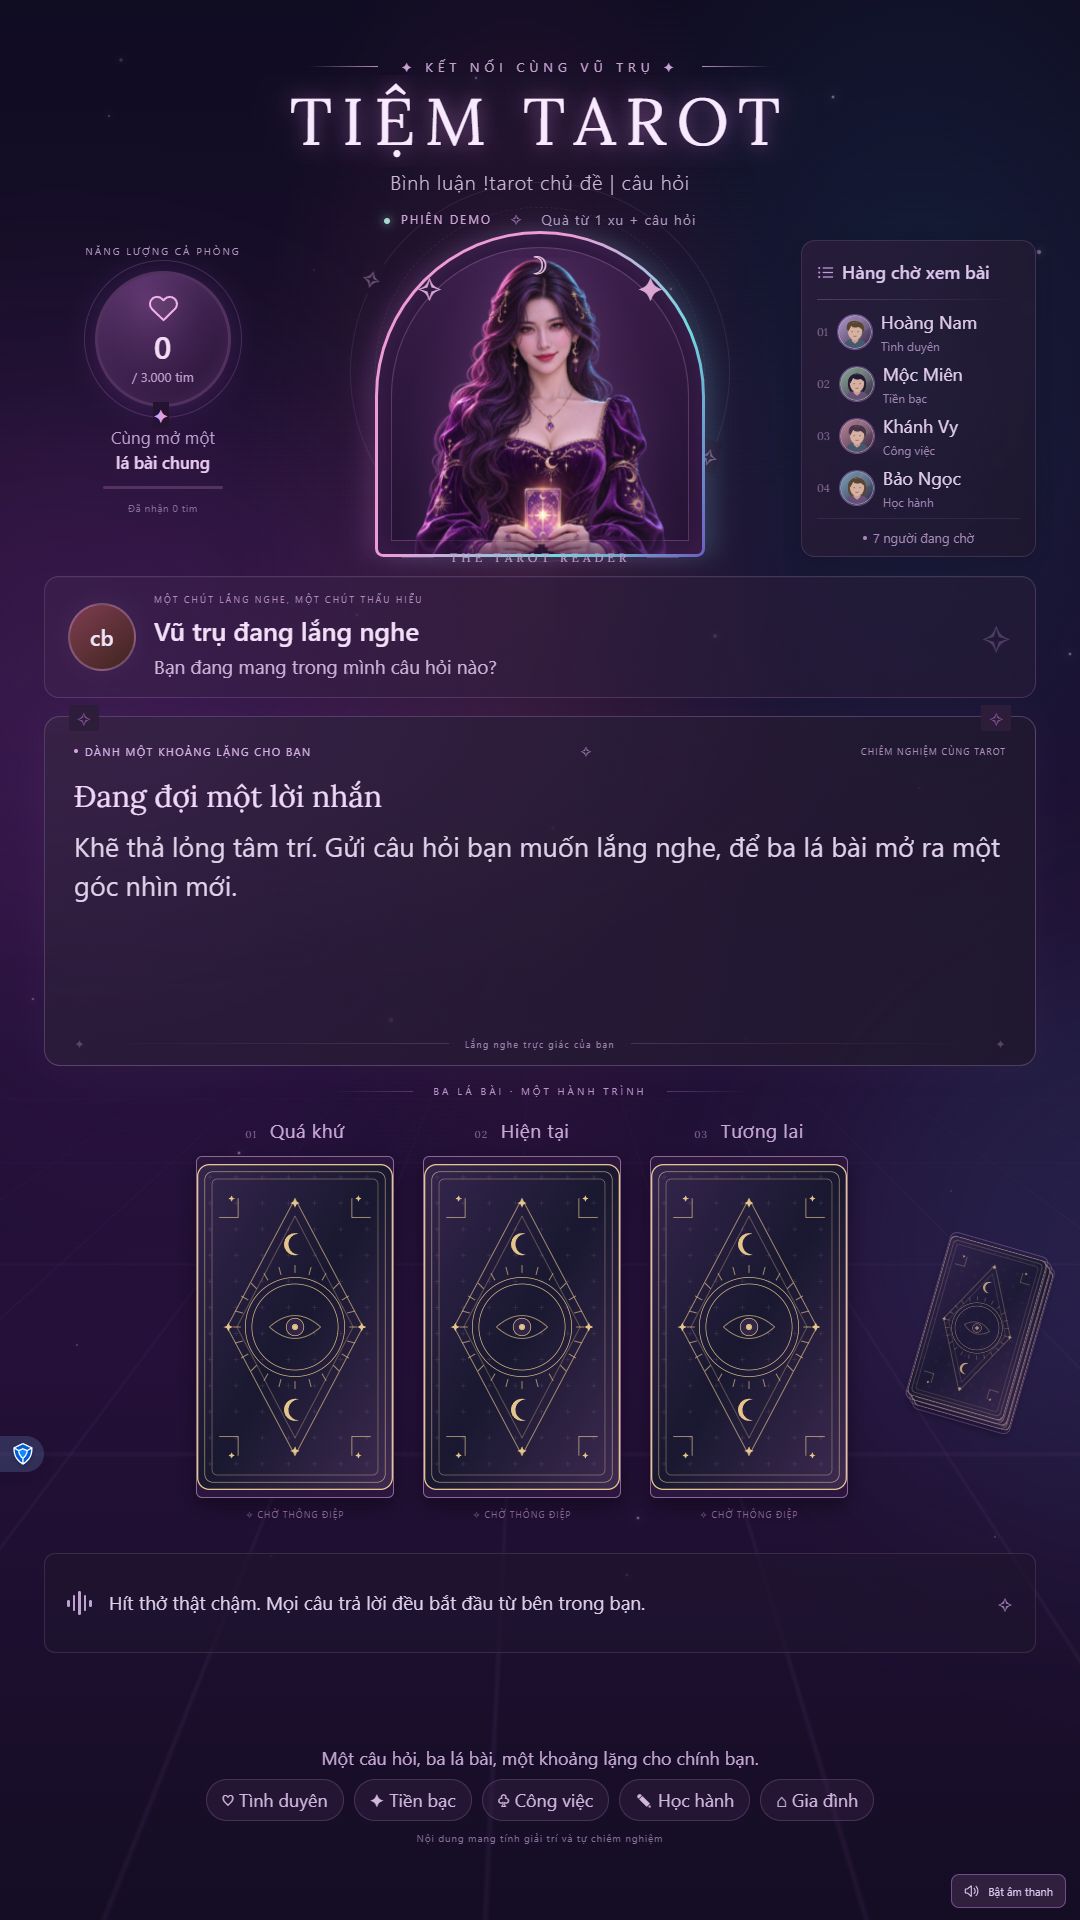 ✦ KẾT NỐI CÙNG VŨ TRỤ ✦
TIỆM TAROT
Bình luận !tarot chủ đề | câu hỏi
PHIÊN DEMO ✧ Quà từ 1 xu + câu hỏi
NĂNG LƯỢNG CẢ PHÒNG
0
/ 3.000 tim
Cùng mở một
lá bài chung
Đã nhận 0 tim
THE TAROT READER
Hàng chờ xem bài
01 Hoàng Nam
Tình duyên
02 Mộc Miên
Tiền bạc
03 Khánh Vy
Công việc
04 Bảo Ngọc
Học hành
• 7 người đang chờ
cb
MỘT CHÚT LẮNG NGHE, MỘT CHÚT THẤU HIỂU
Vũ trụ đang lắng nghe
Bạn đang mang trong mình câu hỏi nào?
• DÀNH MỘT KHOẢNG LẶNG CHO BẠN
CHIÊM NGHIỆM CÙNG TAROT
Đang đợi một lời nhắn
Khẽ thả lỏng tâm trí. Gửi câu hỏi bạn muốn lắng nghe, để ba lá bài mở ra một
góc nhìn mới.
Lắng nghe trực giác của bạn
BA LÁ BÀI · MỘT HÀNH TRÌNH
01 Quá khứ
02 Hiện tại
03 Tương lai
✧ CHỜ THÔNG ĐIỆP
✧ CHỜ THÔNG ĐIỆP
✧ CHỜ THÔNG ĐIỆP
Hít thở thật chậm. Mọi câu trả lời đều bắt đầu từ bên trong bạn.
Một câu hỏi, ba lá bài, một khoảng lặng cho chính bạn.
♡ Tình duyên
✦ Tiền bạc
♧ Công việc
✎ Học hành
⌂ Gia đình
Nội dung mang tính giải trí và tự chiêm nghiệm
Bật âm thanh